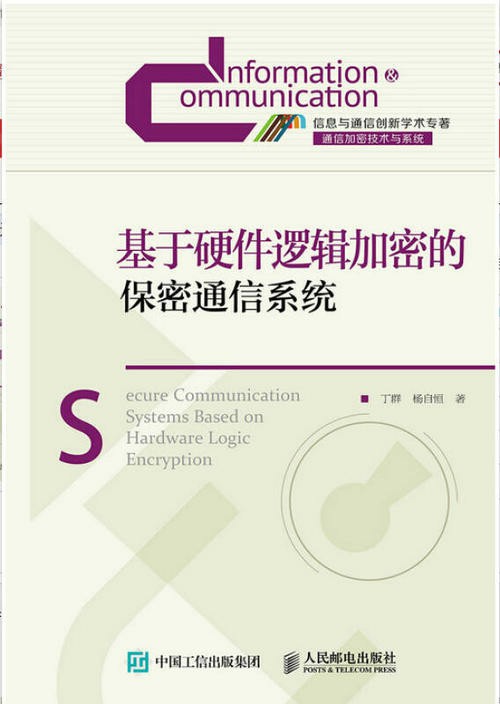 Information &
Communication
信息与通信创新学术专著
通信加密技术与系统
基于硬件逻辑加密的
保密通信系统
Secure Communication
Systems Based on
Hardware Logic
Encryption
丁群 杨自恒 著
中国工信出版集团
人民邮电出版社
POSTS & TELECOM PRESS